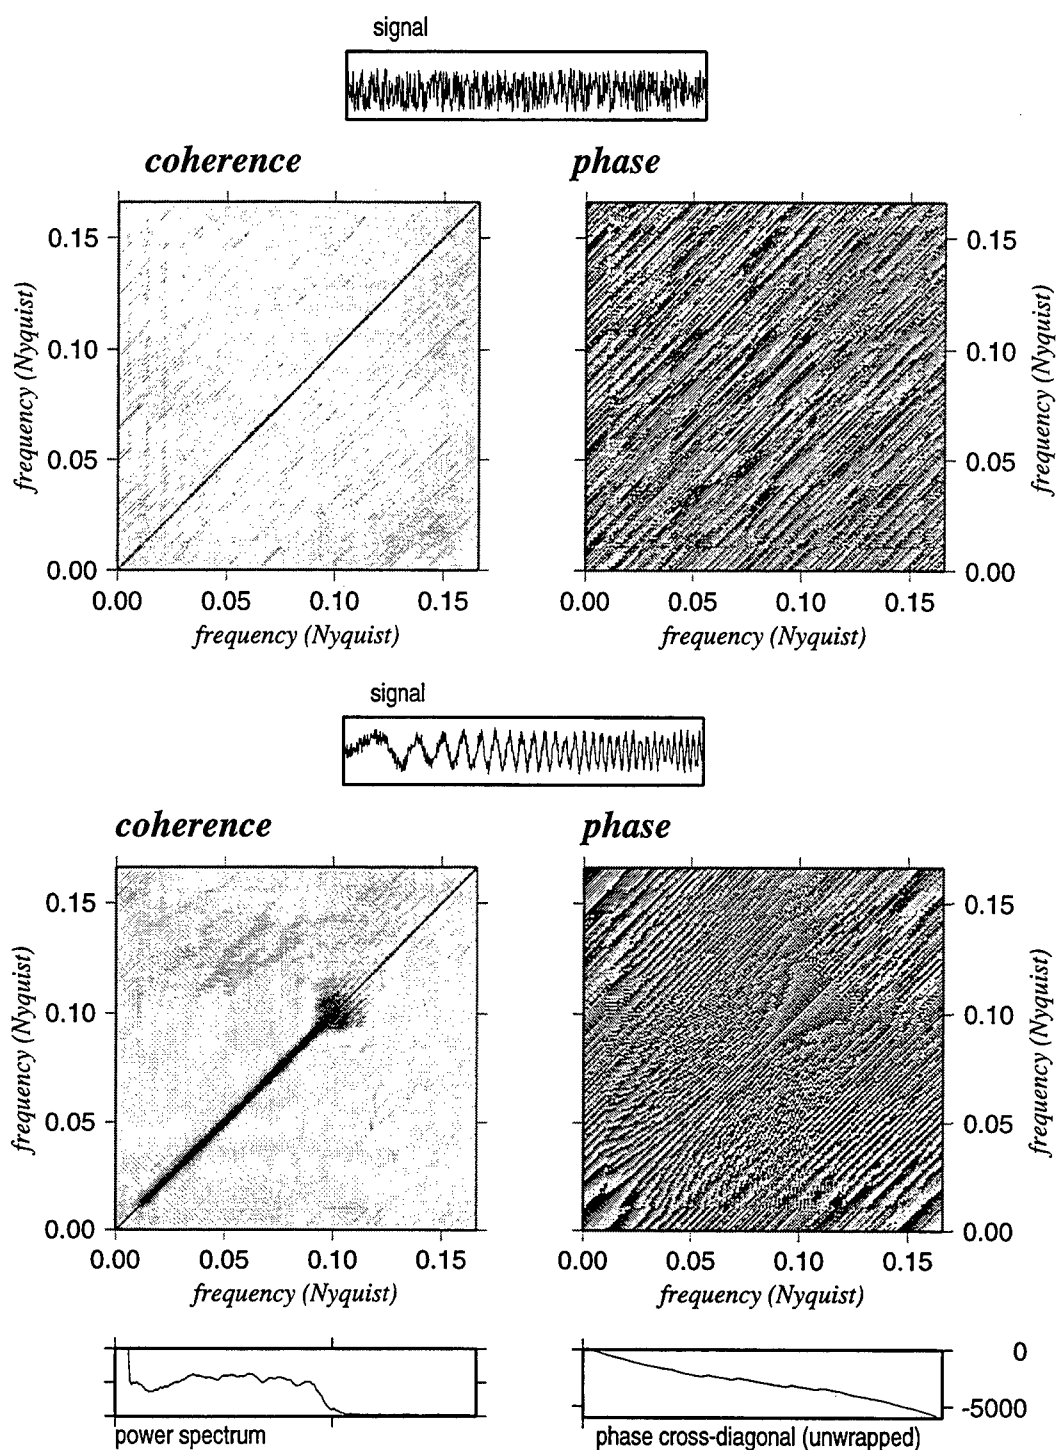 signal
coherence
phase
0.15
0.10
0.05
0.00
frequency (Nyquist)
0.00 0.05 0.10 0.15
frequency (Nyquist)
0.15
0.10
0.05
0.00
frequency (Nyquist)
0.00 0.05 0.10 0.15
frequency (Nyquist)
signal
coherence
phase
0.15
0.10
0.05
0.00
frequency (Nyquist)
0.00 0.05 0.10 0.15
frequency (Nyquist)
0.15
0.10
0.05
0.00
frequency (Nyquist)
0.00 0.05 0.10 0.15
frequency (Nyquist)
power spectrum
0
-5000
phase cross-diagonal (unwrapped)